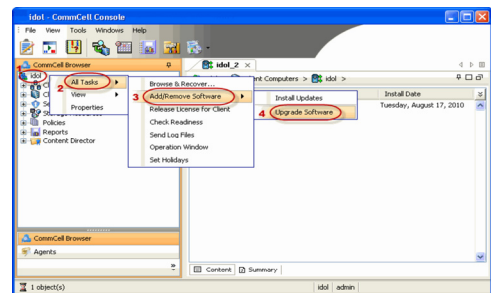 idol - CommCell Console
File View Tools Windows Help
CommCell Browser
idol_2
1
idol
ent Computers > idol >
2
All Tasks
View
Properties
Browse & Recover...
3 Add/Remove Software
Release License for Client
Check Readiness
Send Log Files
Operation Window
Set Holidays
Install Updates
4 Upgrade Software
Install Date
Tuesday, August 17, 2010
Policies
Reports
Content Director
CommCell Browser
Agents
Content Summary
1 object(s)
idol admin